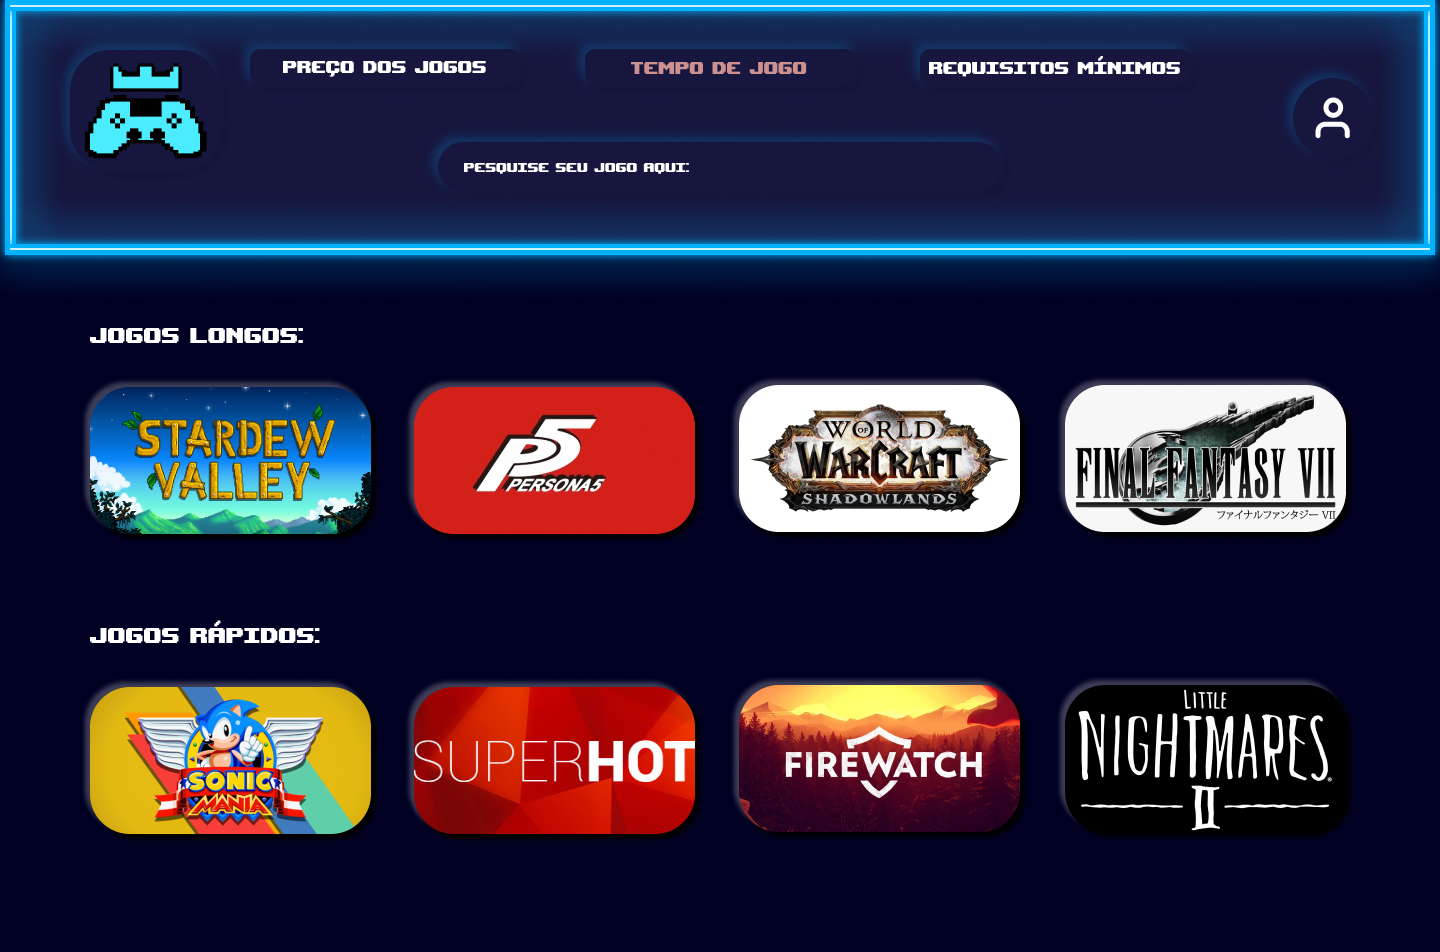 PREÇO DOS JOGOS
TEMPO DE JOGO
REQUISITOS MÍNIMOS
PESQUISE SEU JOGO AQUI:
JOGOS LONGOS:
STARDEW
VALLEY
P5
PERSONA5
WORLD
OF
WARCRAFT
SHADOWLANDS
FINAL FANTASY VII
ファイナルファンタジー VII
JOGOS RÁPIDOS:
SONIC
MANIA
SUPERHOT
FIREWATCH
LITTLE
NIGHTMARES
II